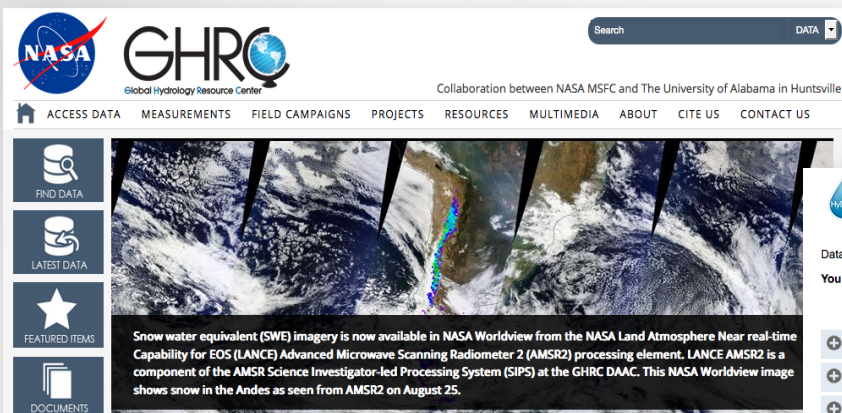 NASA
GHRC
Global Hydrology Resource Center
Search
DATA
Collaboration between NASA MSFC and The University of Alabama in Huntsville
ACCESS DATA MEASUREMENTS FIELD CAMPAIGNS PROJECTS RESOURCES MULTIMEDIA ABOUT CITE US CONTACT US
FIND DATA
LATEST DATA
FEATURED ITEMS
DOCUMENTS
Snow water equivalent (SWE) imagery is now available in NASA Worldview from the NASA Land Atmosphere Near real-time
Capability for EOS (LANCE) Advanced Microwave Scanning Radiometer 2 (AMSR2) processing element. LANCE AMSR2 is a
component of the AMSR Science Investigator-led Processing System (SIPS) at the GHRC DAAC. This NASA Worldview image
shows snow in the Andes as seen from AMSR2 on August 25.
Data
You